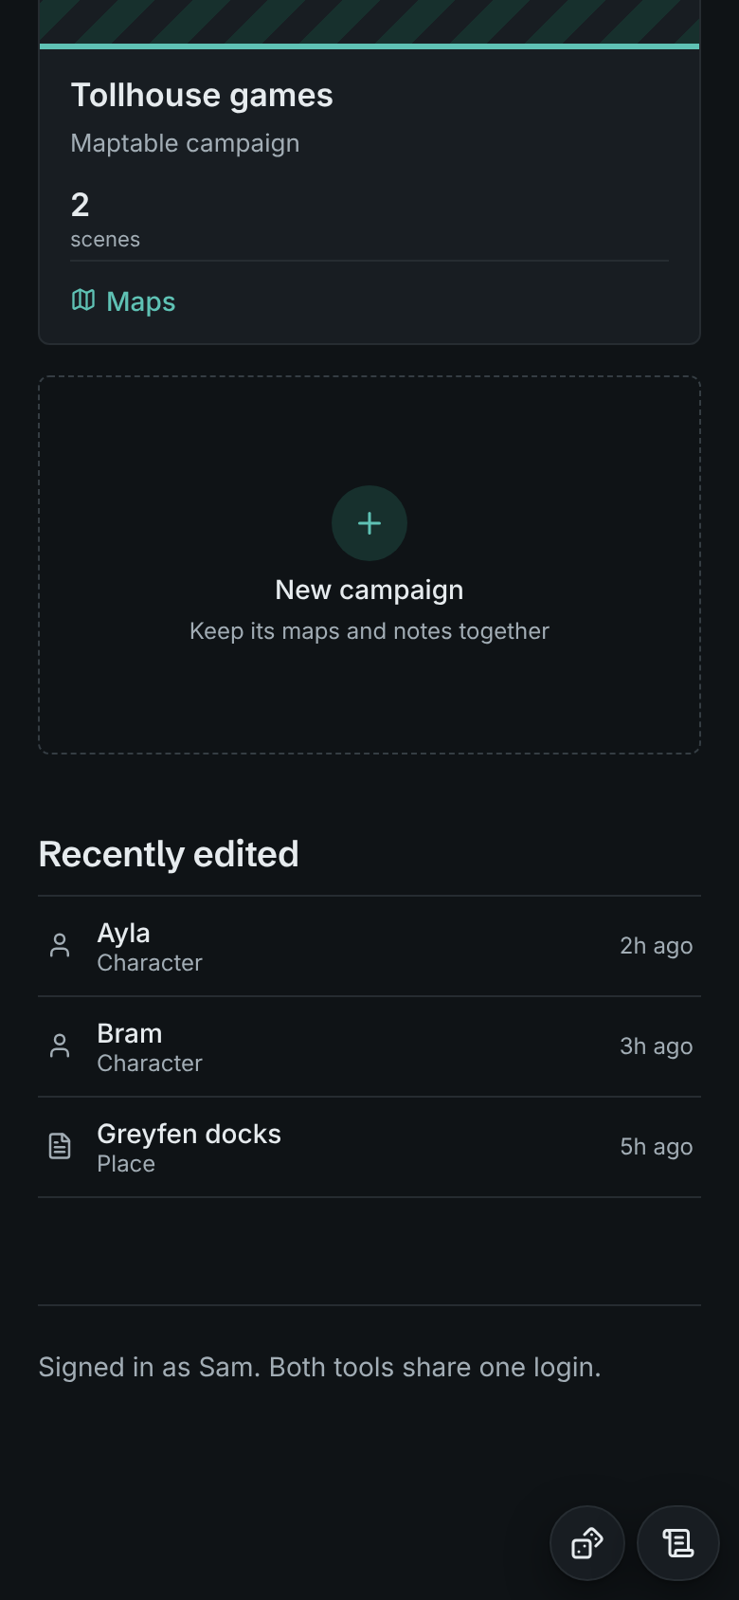 Tollhouse games
Maptable campaign
2
scenes
Maps
New campaign
Keep its maps and notes together
Recently edited
Ayla
Character
2h ago
Bram
Character
3h ago
Greyfen docks
Place
5h ago
Signed in as Sam. Both tools share one login.